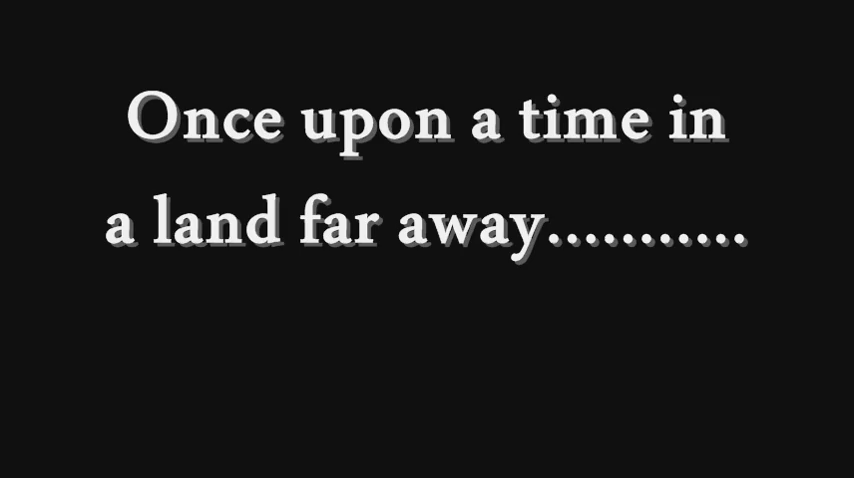 Once upon a time in
a land far away...........